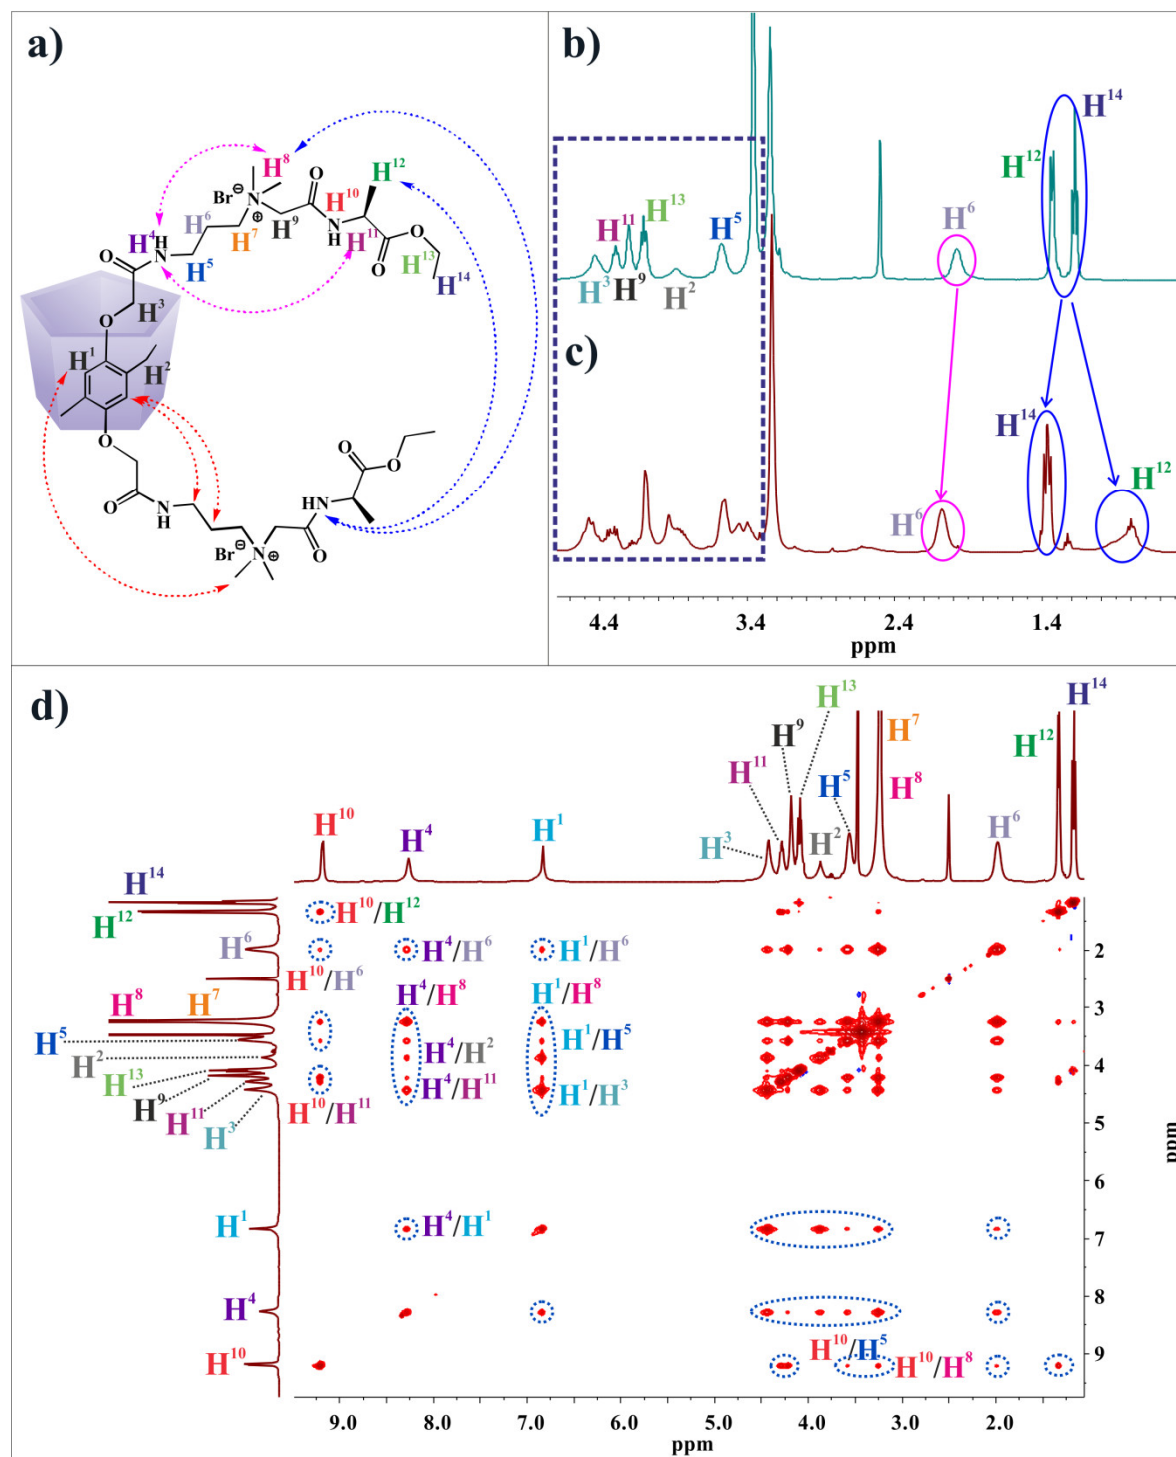 a)
H⁸
H¹²
Br⊖
N
⊕
O
H¹⁰
H⁶
H⁹
N
H
H⁴
H
N
H⁷
H¹¹
O
O
H⁵
O
H¹³
O
H¹⁴
H³
O
H¹
H²
O
O
O
O
N
H
H
N
Br⊖
N
⊕
O
b)
H¹⁴
H¹²
H¹³
H¹¹
H⁵
H⁶
H³
H⁹
H²
c)
H¹⁴
H¹²
H⁶
4.4 3.4 2.4 1.4
ppm
d)
H¹³
H¹⁴
H⁹
H⁷
H¹²
H¹¹
H⁵
H⁸
H¹⁰
H⁴
H¹
H³
H²
H⁶
H¹⁴
H¹²
H¹⁰/H¹²
H⁶
H⁴/H⁶
H¹/H⁶
2
H¹⁰/H⁶
H⁸
H⁷
H⁴/H⁸
H¹/H⁸
3
H⁵
H¹/H⁵
H²
H⁴/H²
4
H¹³
H⁹
H⁴/H¹¹
H¹/H³
H¹¹
H¹⁰/H¹¹
H³
5
ppm
6
H¹
H⁴/H¹
7
H⁴
8
H¹⁰/H⁵
H¹⁰
H¹⁰/H⁸
9
9.0 8.0 7.0 6.0 5.0 4.0 3.0 2.0
ppm